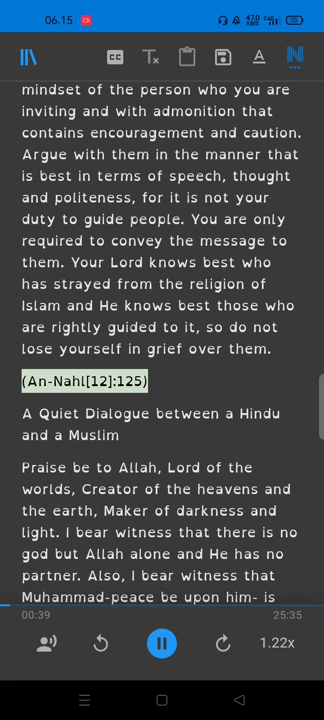 06.15
470
KB/S
70
CC
A
N
mindset of the person who you are
inviting and with admonition that
contains encouragement and caution.
Argue with them in the manner that
is best in terms of speech, thought
and politeness, for it is not your
duty to guide people. You are only
required to convey the message to
them. Your Lord knows best who
has strayed from the religion of
Islam and He knows best those who
are rightly guided to it, so do not
lose yourself in grief over them.
(An-Nahl[12]:125)
A Quiet Dialogue between a Hindu
and a Muslim
Praise be to Allah, Lord of the
worlds, Creator of the heavens and
the earth, Maker of darkness and
light. I bear witness that there is no
god but Allah alone and He has no
partner. Also, I bear witness that
Muhammad-peace be upon him- is
00:39
25:35
1.22x